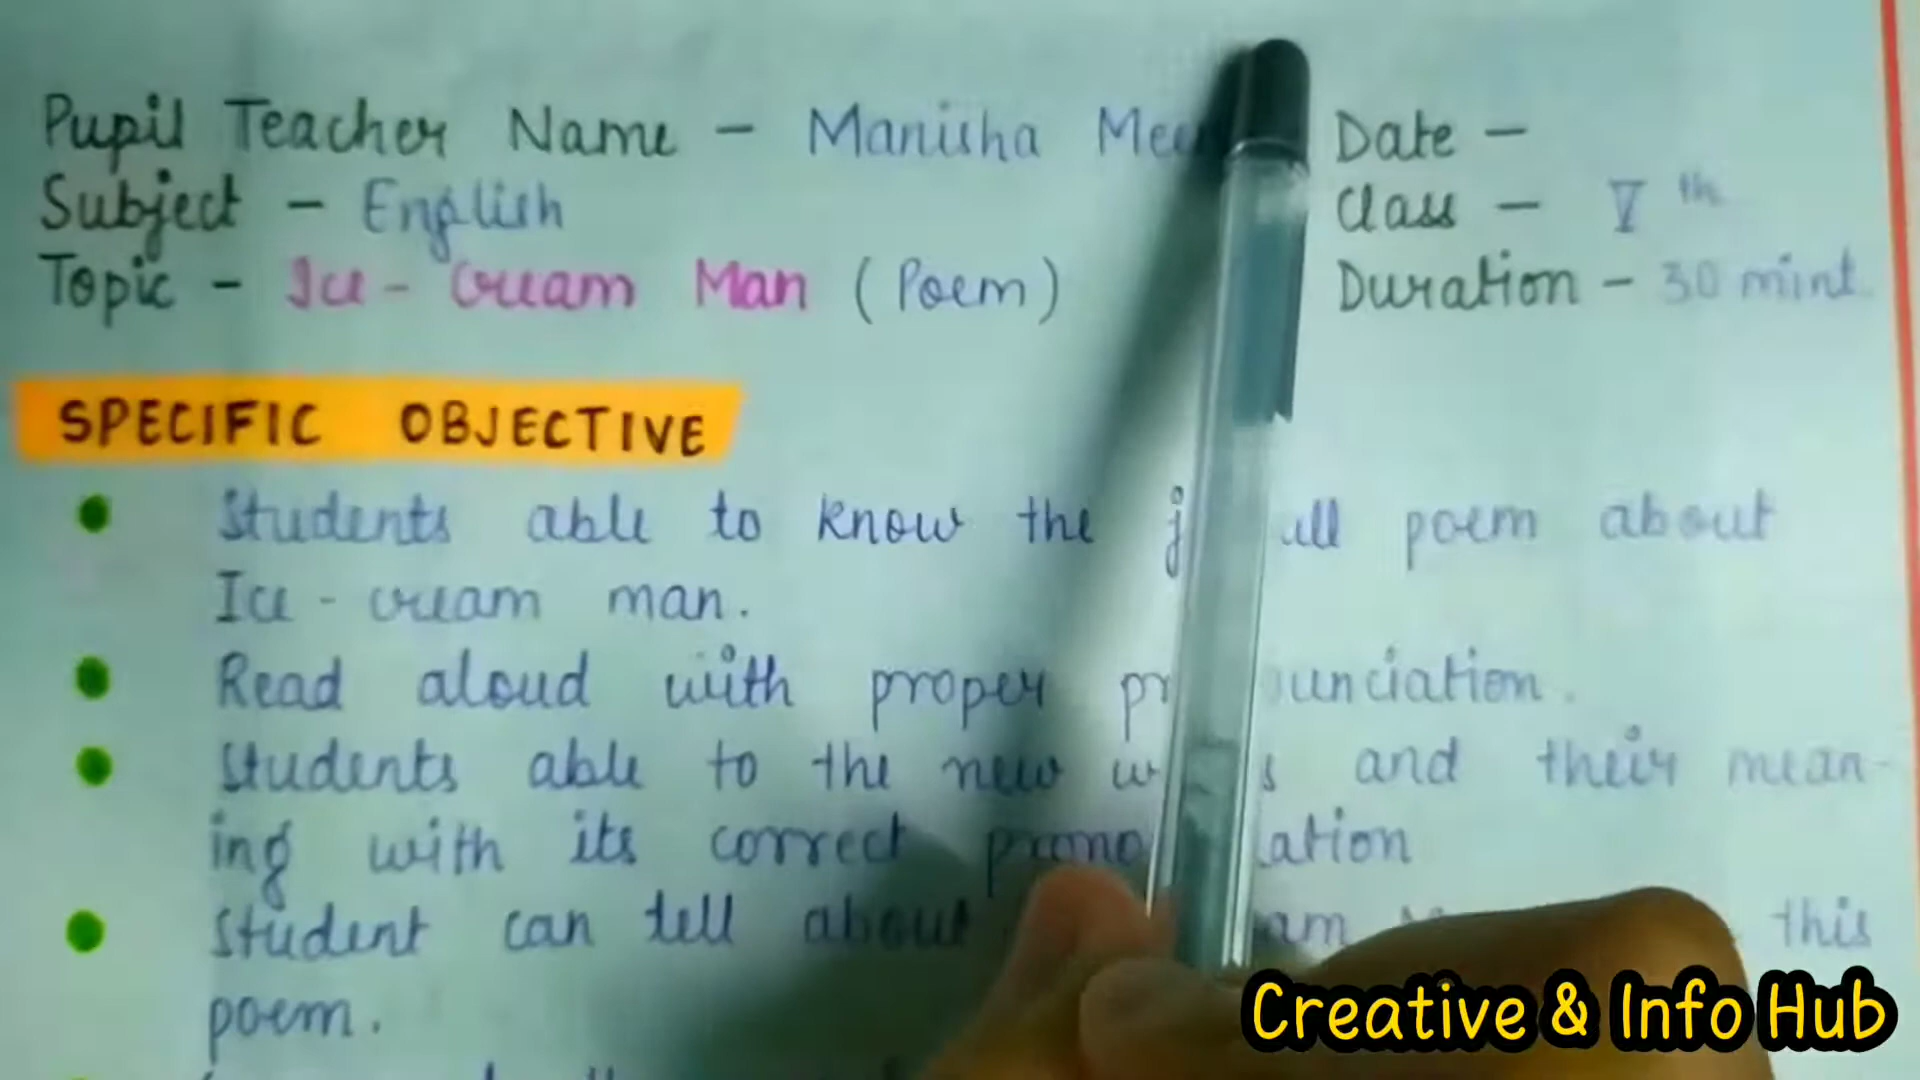 Pupil Teacher Name - Manisha
Date -
Subject - English
Class - V th
Topic - Ice-Cream Man (Poem)
Duration - 30 mint.
SPECIFIC OBJECTIVE
Students able to know the poem about
Ice-cream man.
Read aloud with proper
Students able to the new and their mean-
ing with its correct
Student can tell about this
poem.
Creative & Info Hub